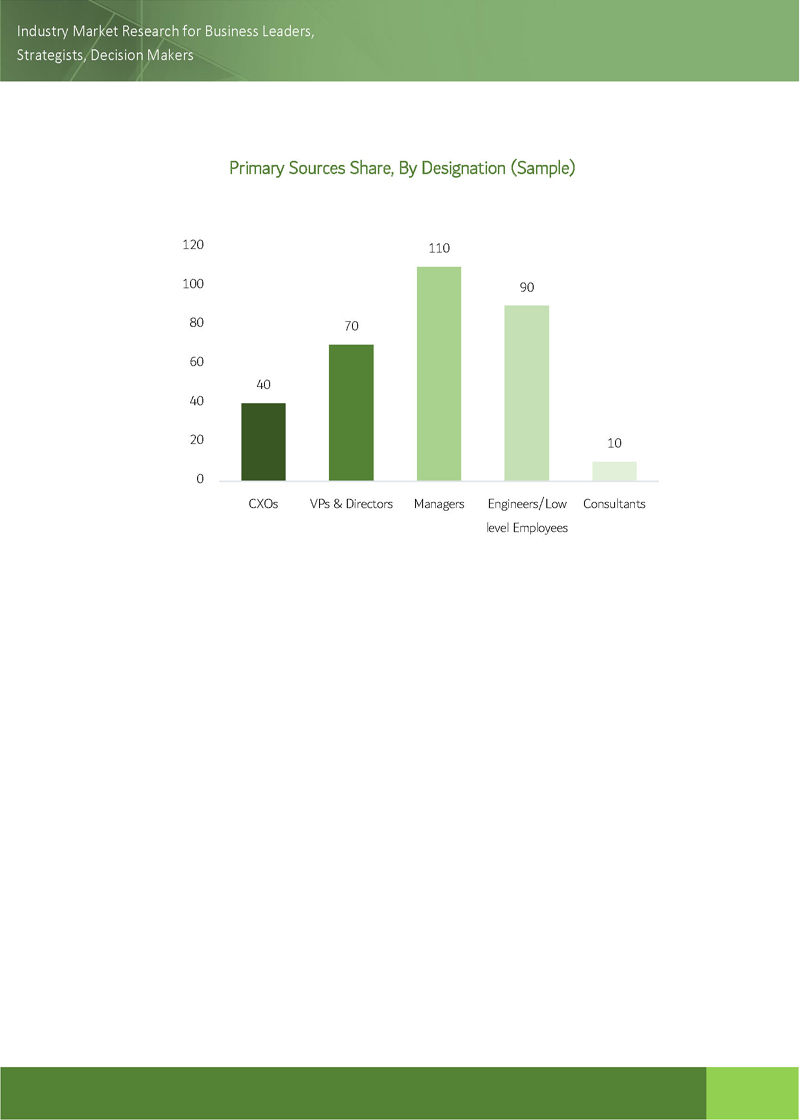 Industry Market Research for Business Leaders,
Strategists, Decision Makers
Primary Sources Share, By Designation (Sample)
120
100
80
60
40
20
0
40
70
110
90
10
CXOs
VPs & Directors
Managers
Engineers/Low
level Employees
Consultants